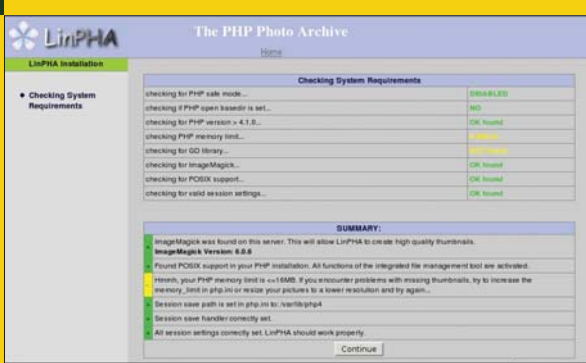 LinPHA
The PHP Photo Archive
Home
LinPHA Installation
Checking System Requirements
Checking System
Requirements
checking for PHP safe mode... DISABLED
checking if PHP open basedir is set... NO
checking for PHP version > 4.1.0... OK found
checking PHP memory limit...
checking for GD library...
checking for ImageMagick... OK found
checking for POSIX support... OK found
checking for valid session settings... OK found
SUMMARY:
ImageMagick was found on this server. This will allow LinPHA to create high quality thumbnails.
ImageMagick Version: 6.0.6
Found POSIX support in your PHP installation. All functions of the integrated file management tool are activated.
Hmmh, your PHP memory limit is <=16MB. If you encounter problems with missing thumbnails, try to increase the
memory_limit in php.ini or resize your pictures to a lower resolution and try again...
Session save path is set in php.ini to: /var/lib/php4
Session save handler correctly set.
All session settings correctly set. LinPHA should work properly.
Continue